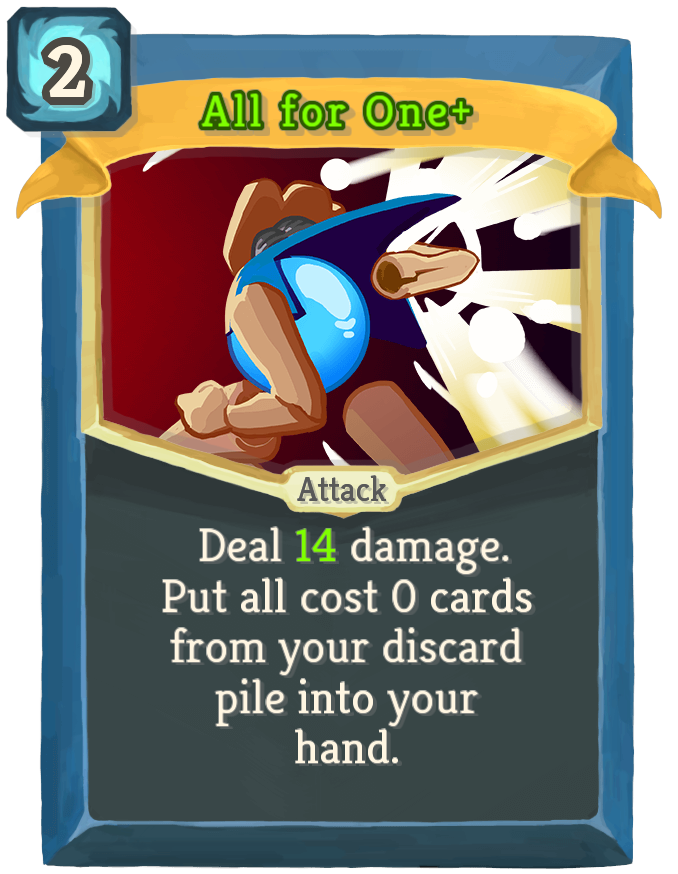 2
All for One+
Attack
Deal 14 damage.
Put all cost 0 cards
from your discard
pile into your
hand.